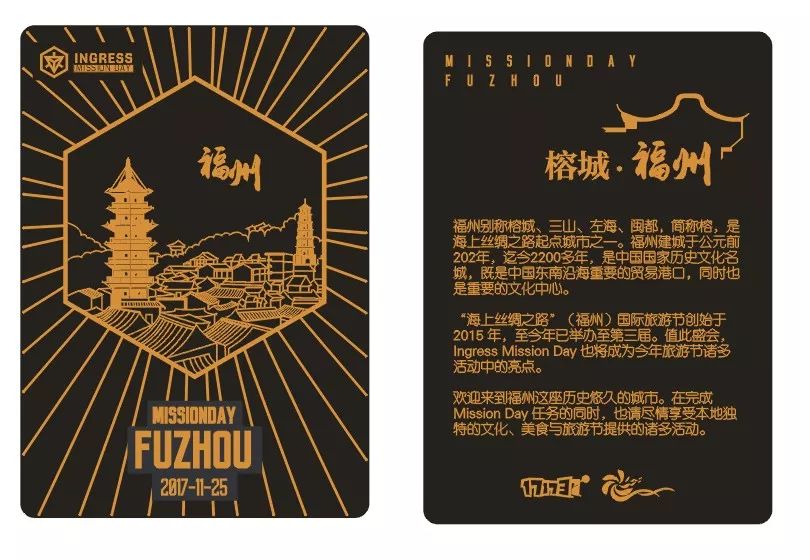 INGRESS
MISSION DAY
福州
MISSIONDAY
FUZHOU
2017-11-25
MISSIONDAY
FUZHOU
榕城·福州
福州别称榕城、三山、左海、闽都，简称榕，是
海上丝绸之路起点城市之一。福州建城于公元前
202年，迄今2200多年，是中国国家历史文化名
城，既是中国东南沿海重要的贸易港口，同时也
是重要的文化中心。
“海上丝绸之路”（福州）国际旅游节创始于
2015 年，至今年已举办至第三届。值此盛会，
Ingress Mission Day 也将成为今年旅游节诸多
活动中的亮点。
欢迎来到福州这座历史悠久的城市。在完成
Mission Day 任务的同时，也请尽情享受本地独
特的文化、美食与旅游节提供的诸多活动。